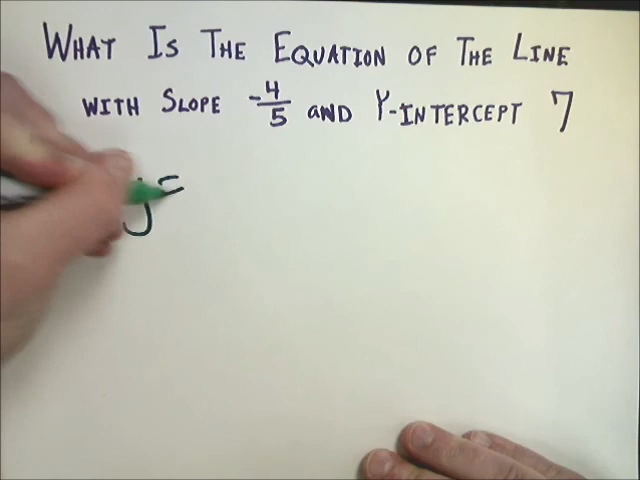 What Is The Equation of The Line
with Slope -4/5 and Y-intercept 7
y=